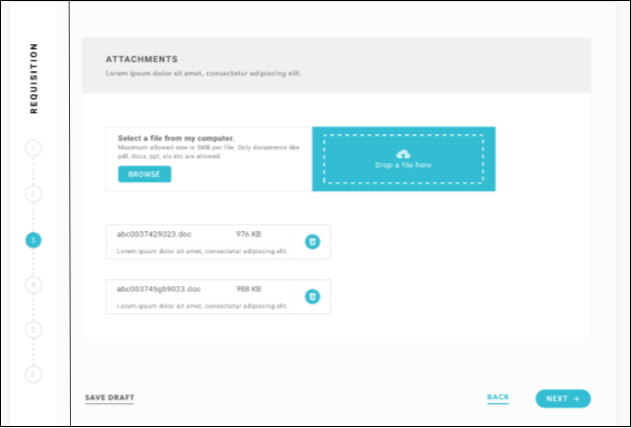 REQUISITION
1
2
3
4
5
6
ATTACHMENTS
Lorem ipsum dolor sit amet, consectetur adipiscing elit.
Select a file from my computer.
Maximum allowed size is 5MB per file. Only documents like
pdf, docx, ppt, xls etc are allowed.
BROWSE
Drop a file here
abc0037429023.doc 976 KB
Lorem ipsum dolor sit amet, consectetur adipiscing elit.
abc003745gb9023.doc 988 KB
Lorem ipsum dolor sit amet, consectetur adipiscing elit.
SAVE DRAFT
BACK
NEXT →